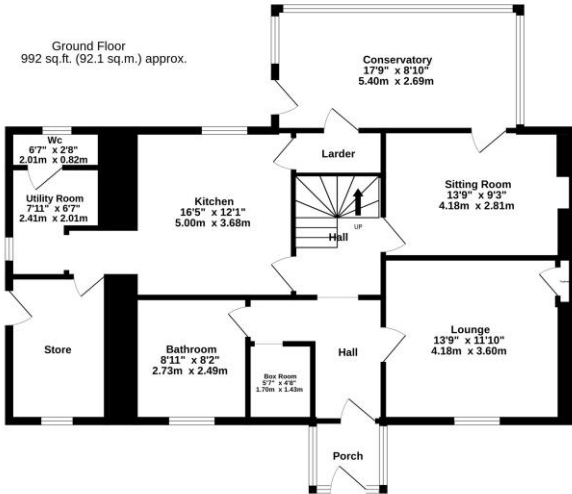 Ground Floor
992 sq.ft. (92.1 sq.m.) approx.
Conservatory
17'9" x 8'10"
5.40m x 2.69m
Wc
6'7" x 2'8"
2.01m x 0.82m
Larder
Kitchen
16'5" x 12'1"
5.00m x 3.68m
Utility Room
7'11" x 6'7"
2.41m x 2.01m
Sitting Room
13'9" x 9'3"
4.18m x 2.81m
UP
Hall
Lounge
13'9" x 11'10"
4.18m x 3.60m
Store
Bathroom
8'11" x 8'2"
2.73m x 2.49m
Hall
Box Room
5'7" x 4'8"
1.70m x 1.43m
Porch